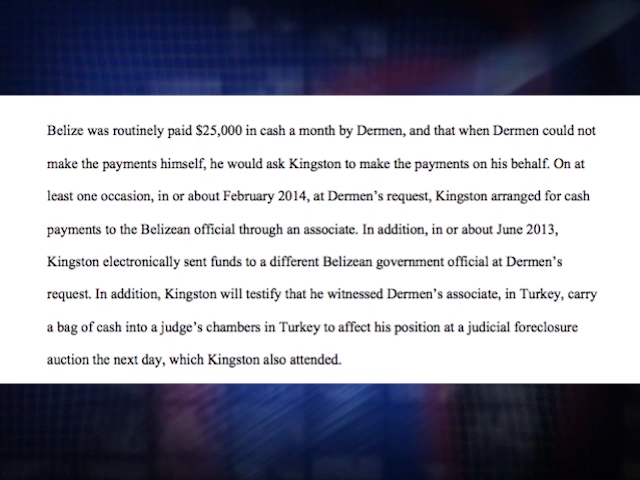 Belize was routinely paid $25,000 in cash a month by Dermen, and that when Dermen could not
make the payments himself, he would ask Kingston to make the payments on his behalf. On at
least one occasion, in or about February 2014, at Dermen’s request, Kingston arranged for cash
payments to the Belizean official through an associate. In addition, in or about June 2013,
Kingston electronically sent funds to a different Belizean government official at Dermen’s
request. In addition, Kingston will testify that he witnessed Dermen’s associate, in Turkey, carry
a bag of cash into a judge’s chambers in Turkey to affect his position at a judicial foreclosure
auction the next day, which Kingston also attended.